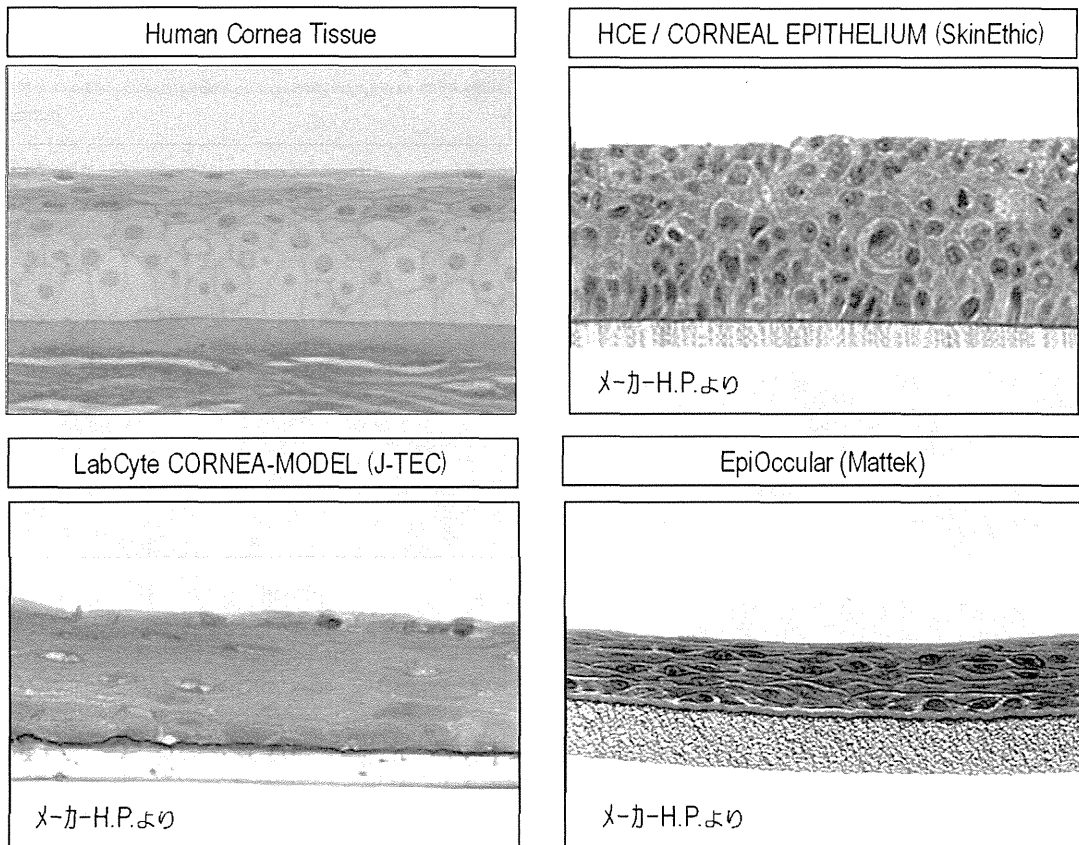 Human Cornea Tissue
HCE / CORNEAL EPITHELIUM (SkinEthic)
メーカーH.P.より
LabCyte CORNEA-MODEL (J-TEC)
EpiOccular (Mattek)
メーカーH.P.より
メーカーH.P.より